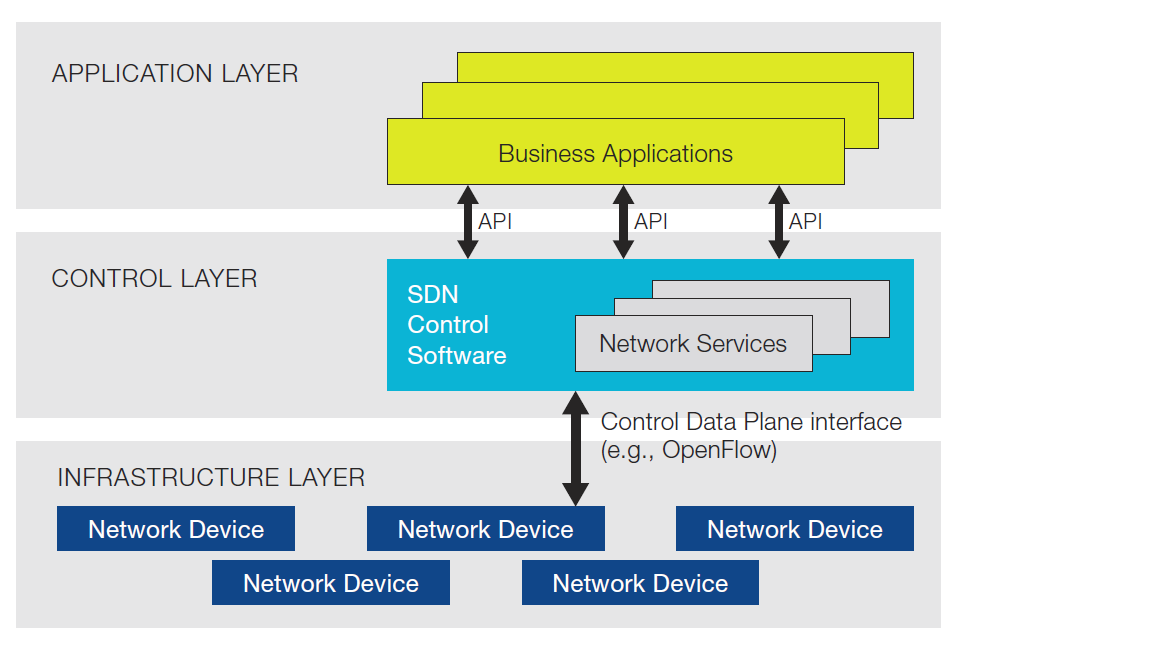 APPLICATION LAYER
Business Applications
API
API
API
CONTROL LAYER
SDN
Control
Software
Network Services
Control Data Plane interface
(e.g., OpenFlow)
INFRASTRUCTURE LAYER
Network Device
Network Device
Network Device
Network Device
Network Device